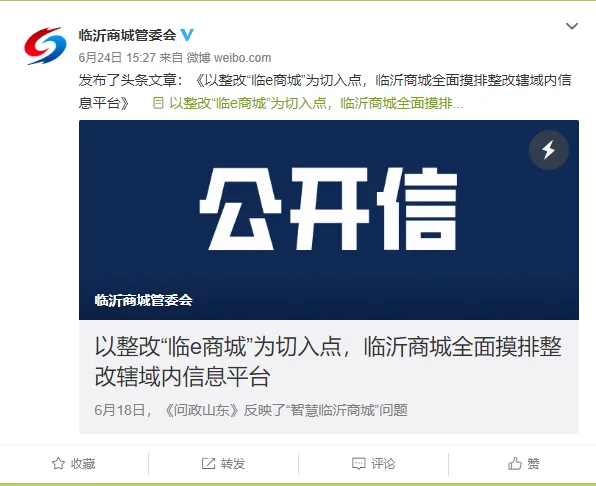 临沂商城管委会
6月24日 15:27 来自 微博 weibo.com
发布了头条文章：《以整改“临e商城”为切入点，临沂商城全面摸排整改辖域内信
息平台》 以整改“临e商城”为切入点，临沂商城全面摸排...
公开信
临沂商城管委会
以整改“临e商城”为切入点，临沂商城全面摸排整
改辖域内信息平台
6月18日，《问政山东》反映了“智慧临沂商城”问题
收藏 转发 评论 赞